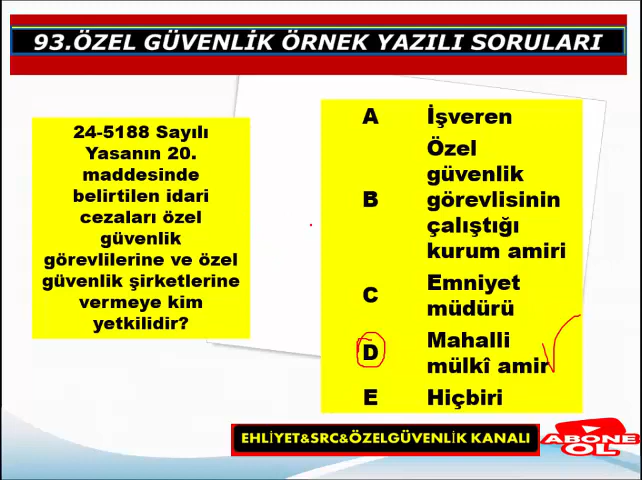 93.ÖZEL GÜVENLİK ÖRNEK YAZILI SORULARI
24-5188 Sayılı
Yasanın 20.
maddesinde
belirtilen idari
cezaları özel
güvenlik
görevlilerine ve özel
güvenlik şirketlerine
vermeye kim
yetkilidir?
A İşveren
B Özel
güvenlik
görevlisinin
çalıştığı
kurum amiri
C Emniyet
müdürü
D Mahalli
mülkî amir
E Hiçbiri
EHLİYET&SRC&ÖZELGÜVENLİK KANALI
ABONE
OL